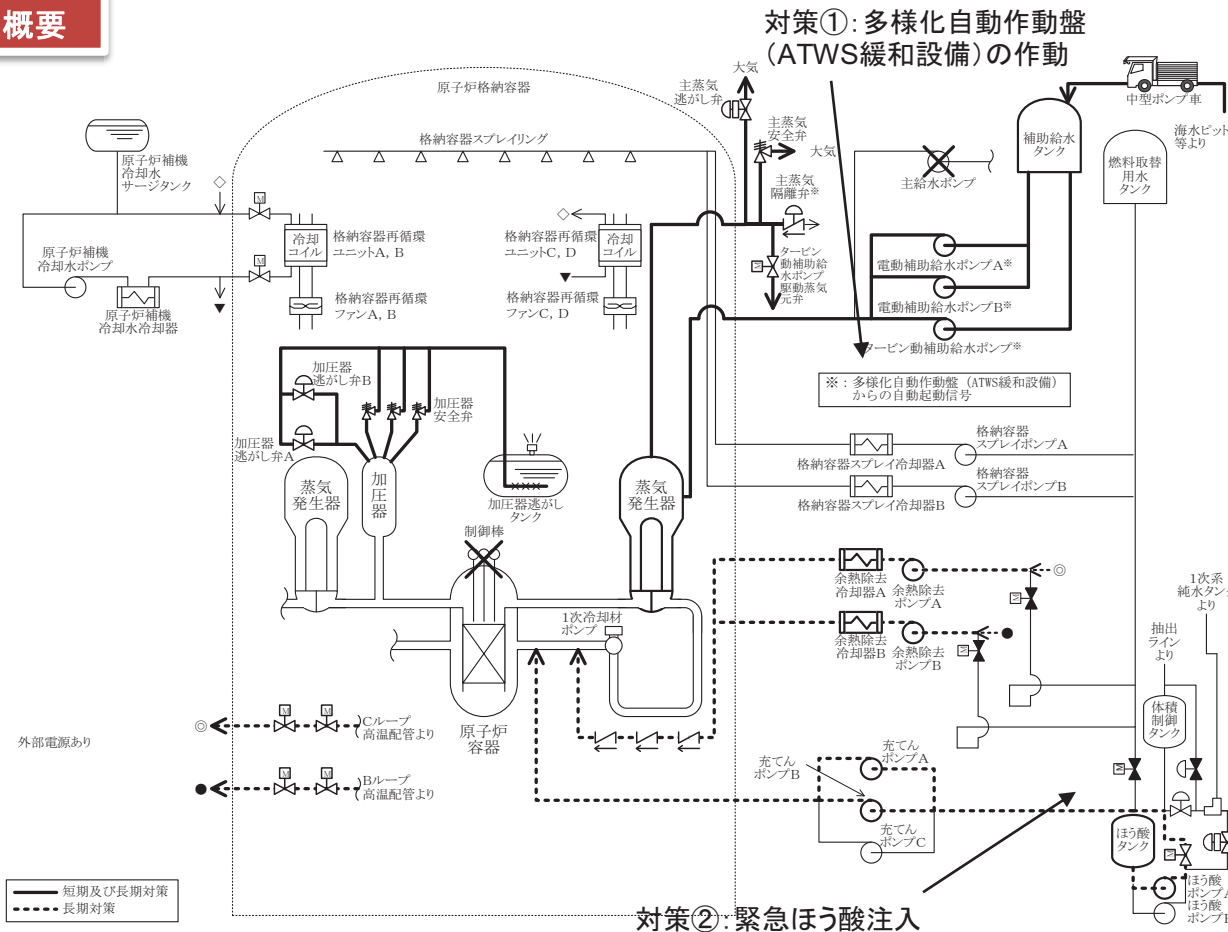 概要
対策①:多様化自動作動盤
(ATWS緩和設備)の作動
大気
主蒸気
逃がし弁
主蒸気
安全弁
大気
中型ポンプ車
海水ピット
等より
補助給水
タンク
燃料取替
用水
タンク
主給水ポンプ
原子炉格納容器
格納容器スプレイリング
原子炉補機
冷却水
サージタンク
主蒸気
隔離弁※
M
冷却
コイル
格納容器再循環
ユニットA, B
格納容器再循環
ユニットC, D
冷却
コイル
タービン
動補助給
水ポンプ
駆動蒸気
元弁
M
電動補助給水ポンプA※
電動補助給水ポンプB※
タービン動補助給水ポンプ※
原子炉補機
冷却水ポンプ
M
原子炉補機
冷却水冷却器
格納容器再循環
ファンA, B
格納容器再循環
ファンC, D
※:多様化自動作動盤(ATWS緩和設備)
からの自動起動信号
加圧器
逃がし弁B
加圧器
安全弁
加圧器
逃がし弁A
格納容器
スプレイポンプA
格納容器スプレイ冷却器A
格納容器
スプレイポンプB
格納容器スプレイ冷却器B
蒸気
発生器
加圧器
加圧器逃がし
タンク
蒸気
発生器
制御棒
1次冷却材
ポンプ
余熱除去
冷却器A
余熱除去
ポンプA
◎
M
余熱除去
冷却器B
余熱除去
ポンプB
●
M
1次系
純水タンク
より
抽出
ラインより
体積
制御
タンク
原子炉
容器
◎
M
M
Cループ
高温配管より
外部電源あり
●
M
M
Bループ
高温配管より
充てん
ポンプB
充てん
ポンプA
充てん
ポンプC
M
ほう酸
タンク
M
ほう酸
ポンプA
ほう酸
ポンプB
短期及び長期対策
長期対策
対策②:緊急ほう酸注入